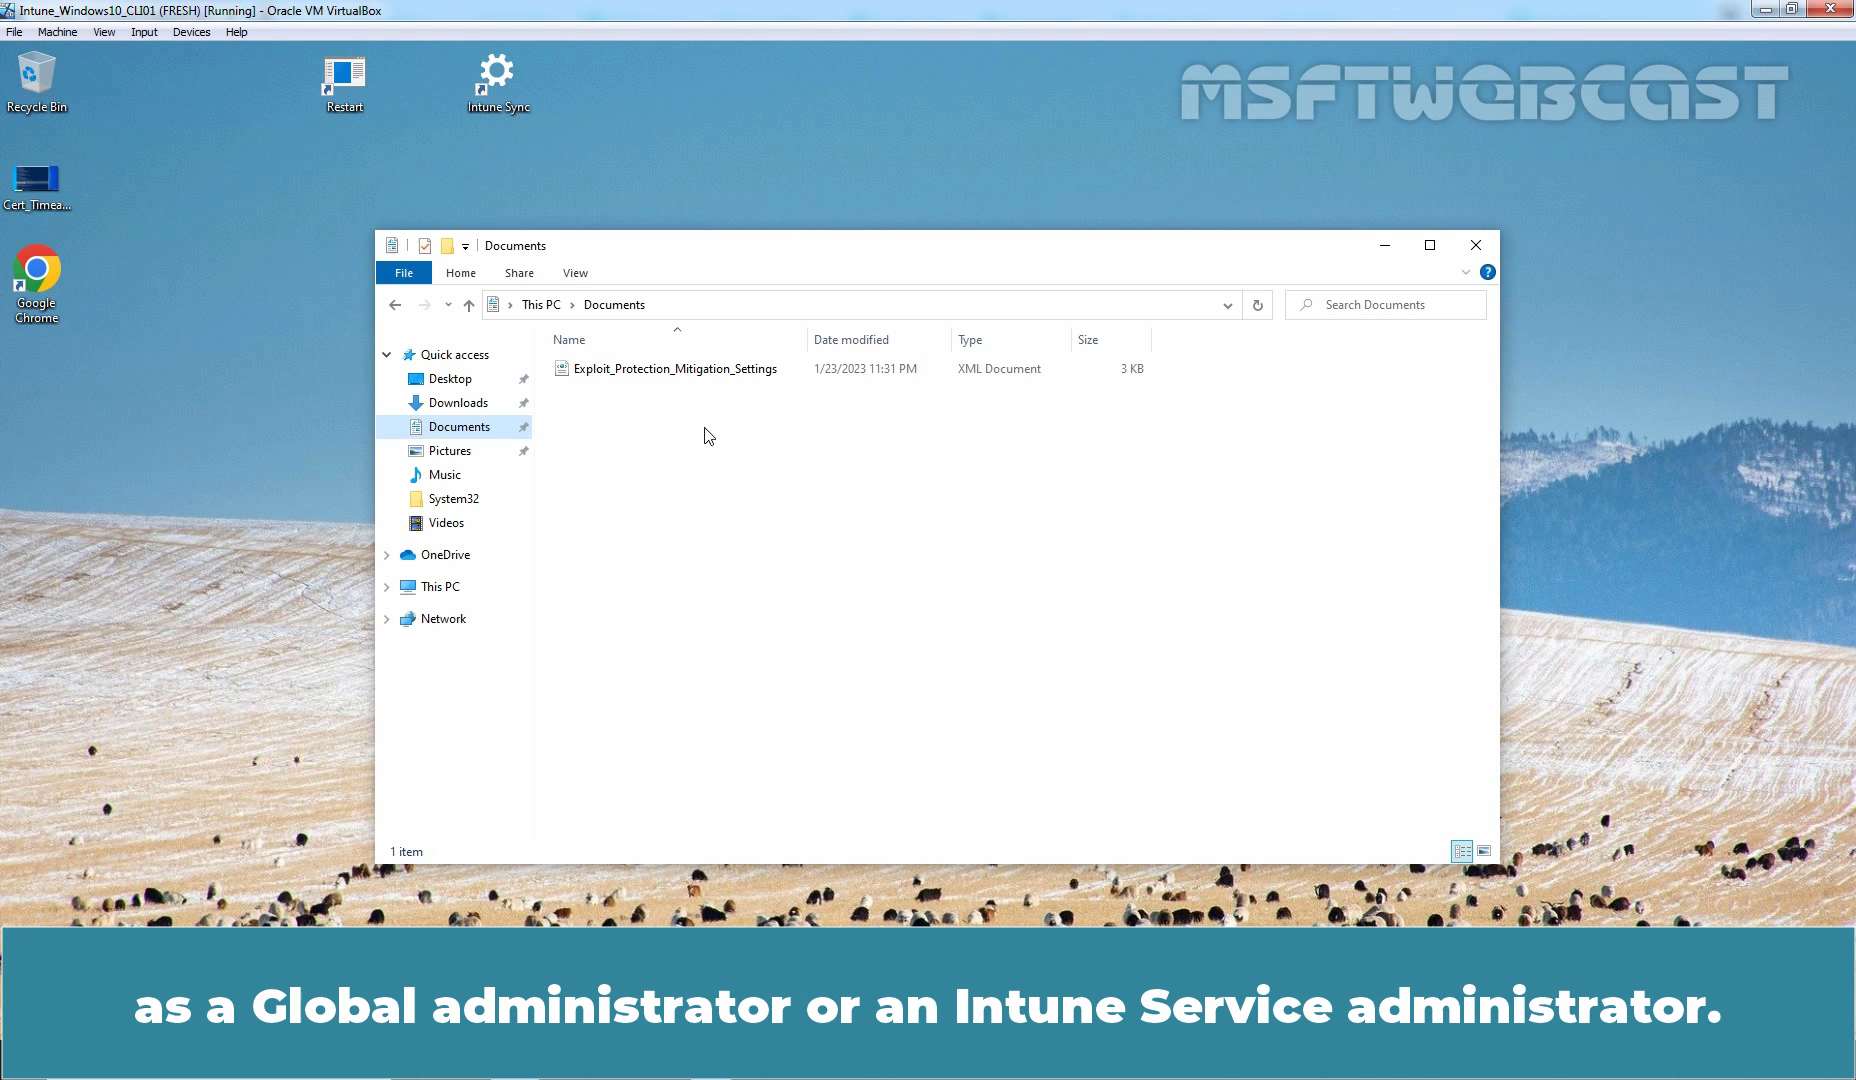 Intune_Windows10_CLI01 (FRESH) [Running] - Oracle VM VirtualBox
File Machine View Input Devices Help
Recycle Bin
Restart
Intune Sync
MSFTWEBCAST
Cert_Timea...
Google
Chrome
Documents
File Home Share View
This PC > Documents
Search Documents
Name Date modified Type Size
Exploit_Protection_Mitigation_Settings 1/23/2023 11:31 PM XML Document 3 KB
Quick access
Desktop
Downloads
Documents
Pictures
Music
System32
Videos
OneDrive
This PC
Network
1 item
as a Global administrator or an Intune Service administrator.